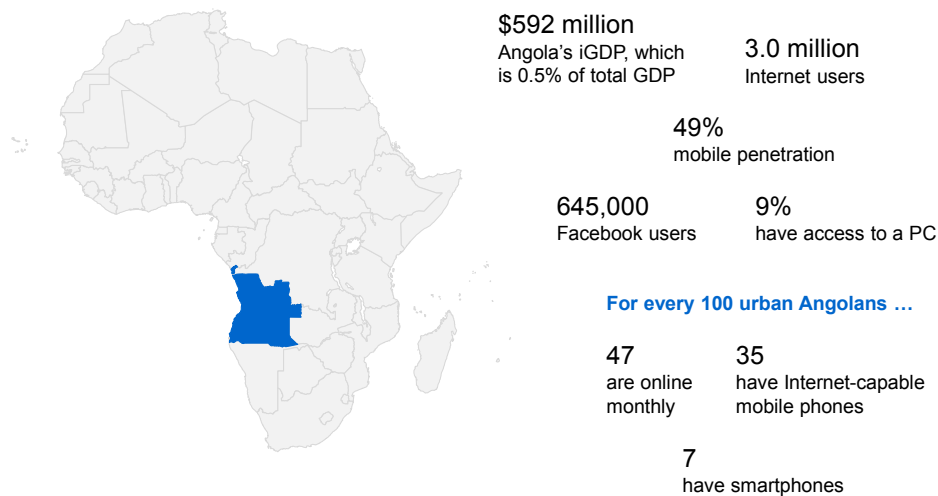 $592 million
Angola’s iGDP, which
is 0.5% of total GDP
3.0 million
Internet users
49%
mobile penetration
645,000
Facebook users
9%
have access to a PC
For every 100 urban Angolans …
47
are online
monthly
35
have Internet-capable
mobile phones
7
have smartphones